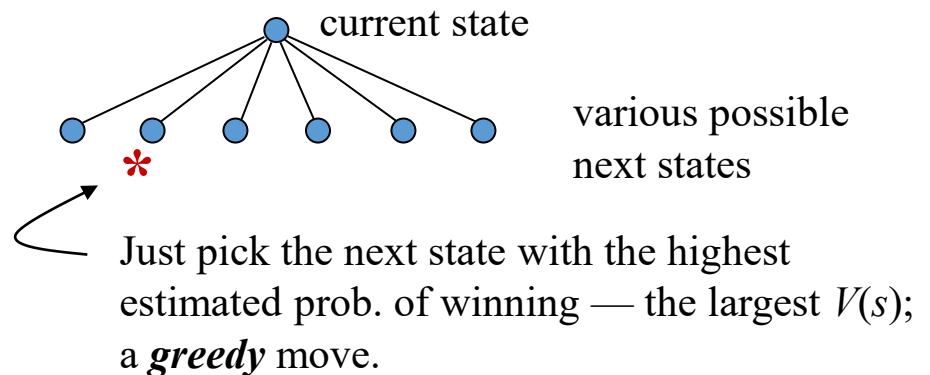 current state
various possible
next states
*
Just pick the next state with the highest
estimated prob. of winning — the largest V(s);
a greedy move.